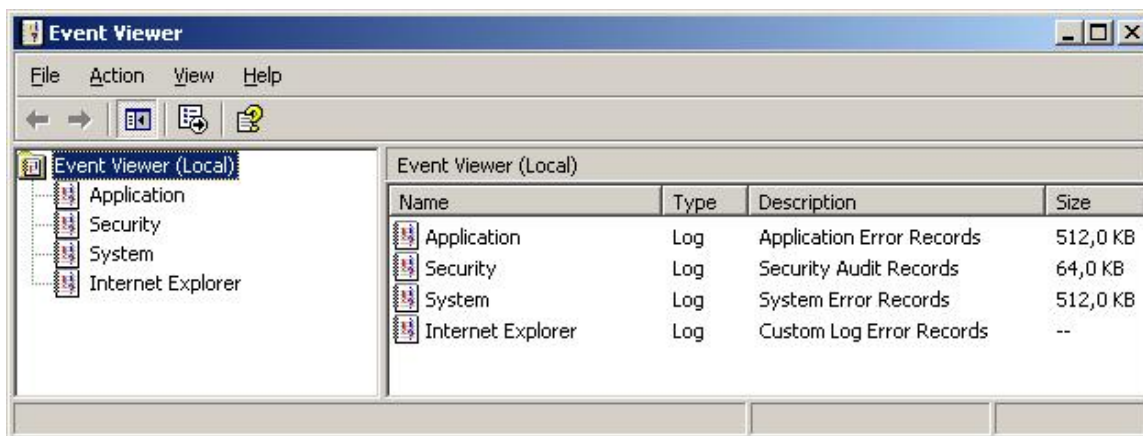 Event Viewer
File Action View Help
Event Viewer (Local)
Application
Security
System
Internet Explorer
Event Viewer (Local)
Name Type Description Size
Application Log Application Error Records 512,0 KB
Security Log Security Audit Records 64,0 KB
System Log System Error Records 512,0 KB
Internet Explorer Log Custom Log Error Records --